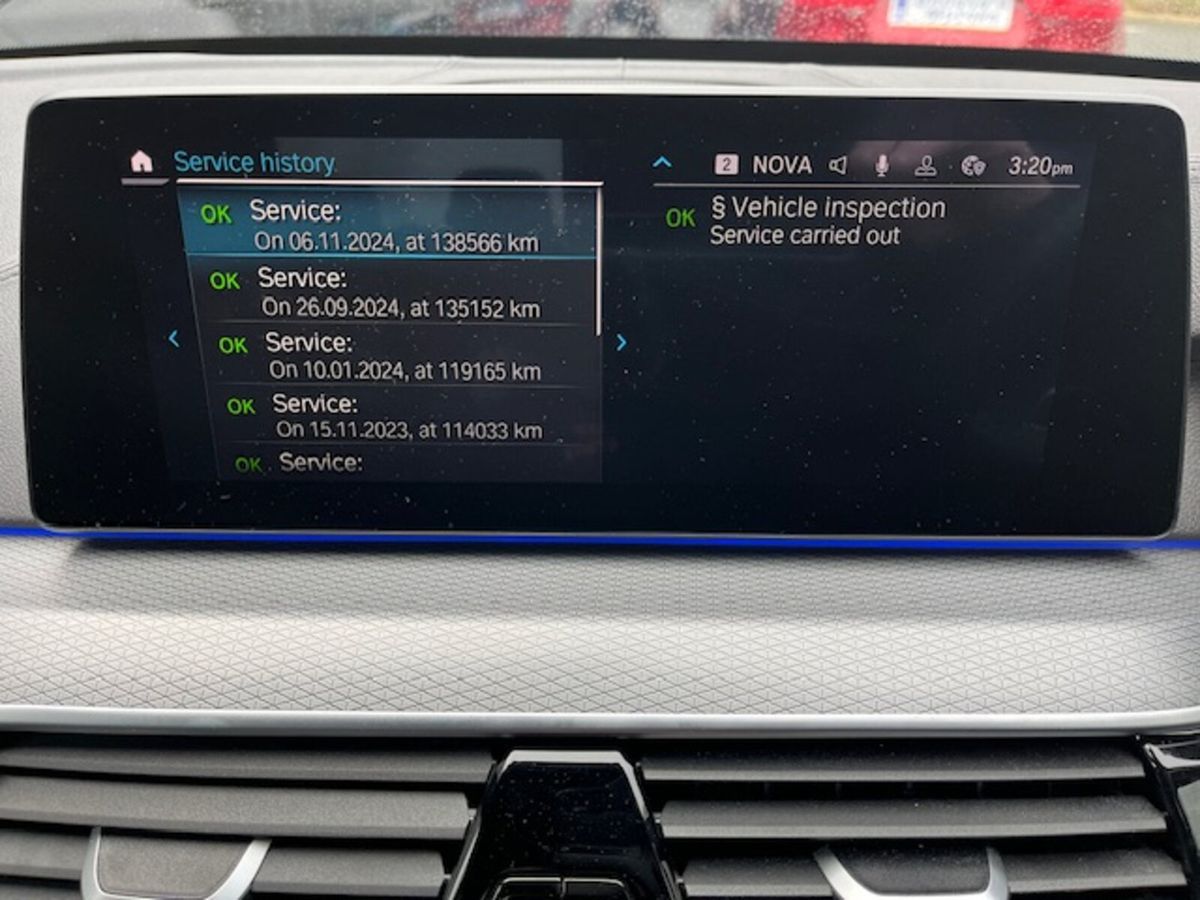 Service history
2 NOVA 3:20pm
OK Service:
On 06.11.2024, at 138566 km
OK Service:
On 26.09.2024, at 135152 km
OK Service:
On 10.01.2024, at 119165 km
OK Service:
On 15.11.2023, at 114033 km
OK Service:
OK § Vehicle inspection
Service carried out